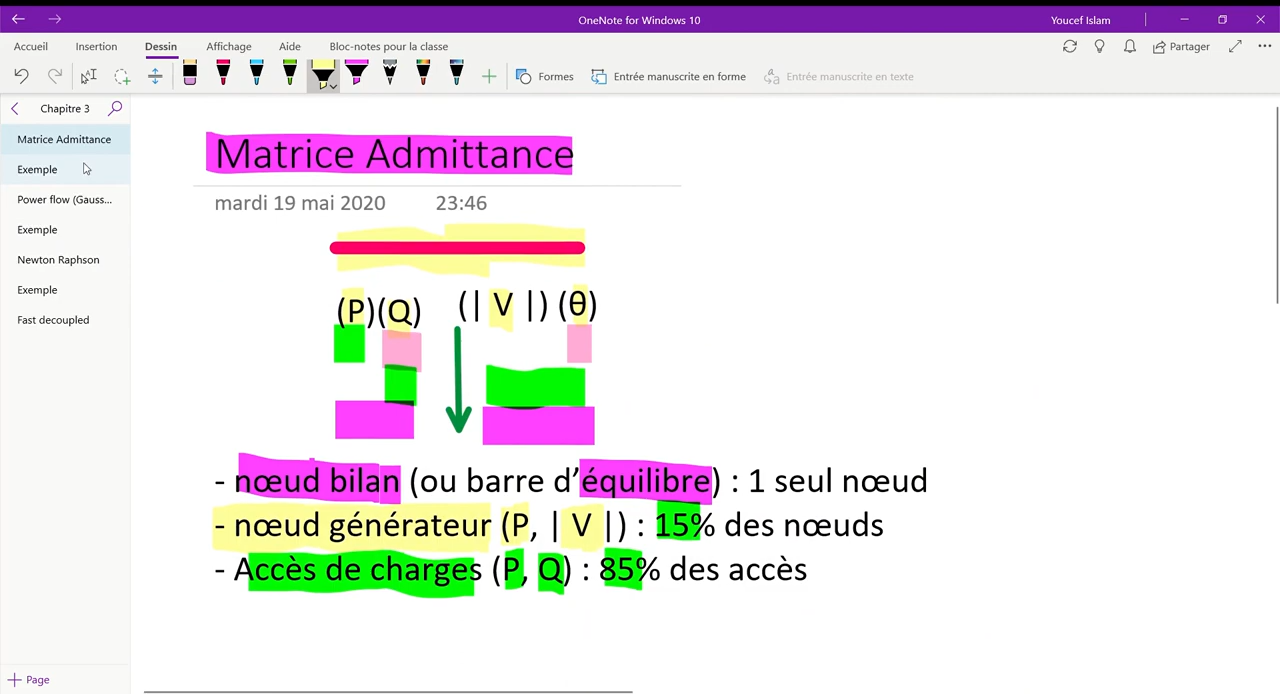 OneNote for Windows 10
Youcef Islam
Accueil Insertion Dessin Affichage Aide Bloc-notes pour la classe
Partager
Formes Entrée manuscrite en forme Entrée manuscrite en texte
Chapitre 3
Matrice Admittance
Exemple
Power flow (Gauss...
Exemple
Newton Raphson
Exemple
Fast decoupled
Page
Matrice Admittance
mardi 19 mai 2020 23:46
(P)(Q) (| V |) (θ)
- nœud bilan (ou barre d’équilibre) : 1 seul nœud
- nœud générateur (P, | V |) : 15% des nœuds
- Accès de charges (P, Q) : 85% des accès